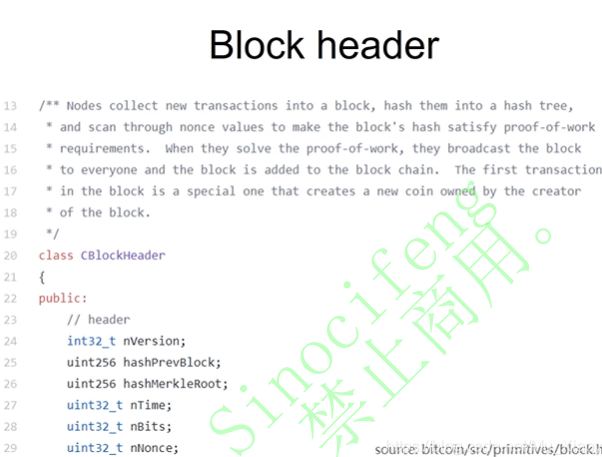 Block header
13 /** Nodes collect new transactions into a block, hash them into a hash tree,
14 * and scan through nonce values to make the block's hash satisfy proof-of-work
15 * requirements. When they solve the proof-of-work, they broadcast the block
16 * to everyone and the block is added to the block chain. The first transaction
17 * in the block is a special one that creates a new coin owned by the creator
18 * of the block.
19 */
20 class CBlockHeader
21 {
22 public:
23 // header
24 int32_t nVersion;
25 uint256 hashPrevBlock;
26 uint256 hashMerkleRoot;
27 uint32_t nTime;
28 uint32_t nBits;
29 uint32_t nNonce;
source: bitcoin/src/primitives/block.h
Sinocifeng
禁止商用。